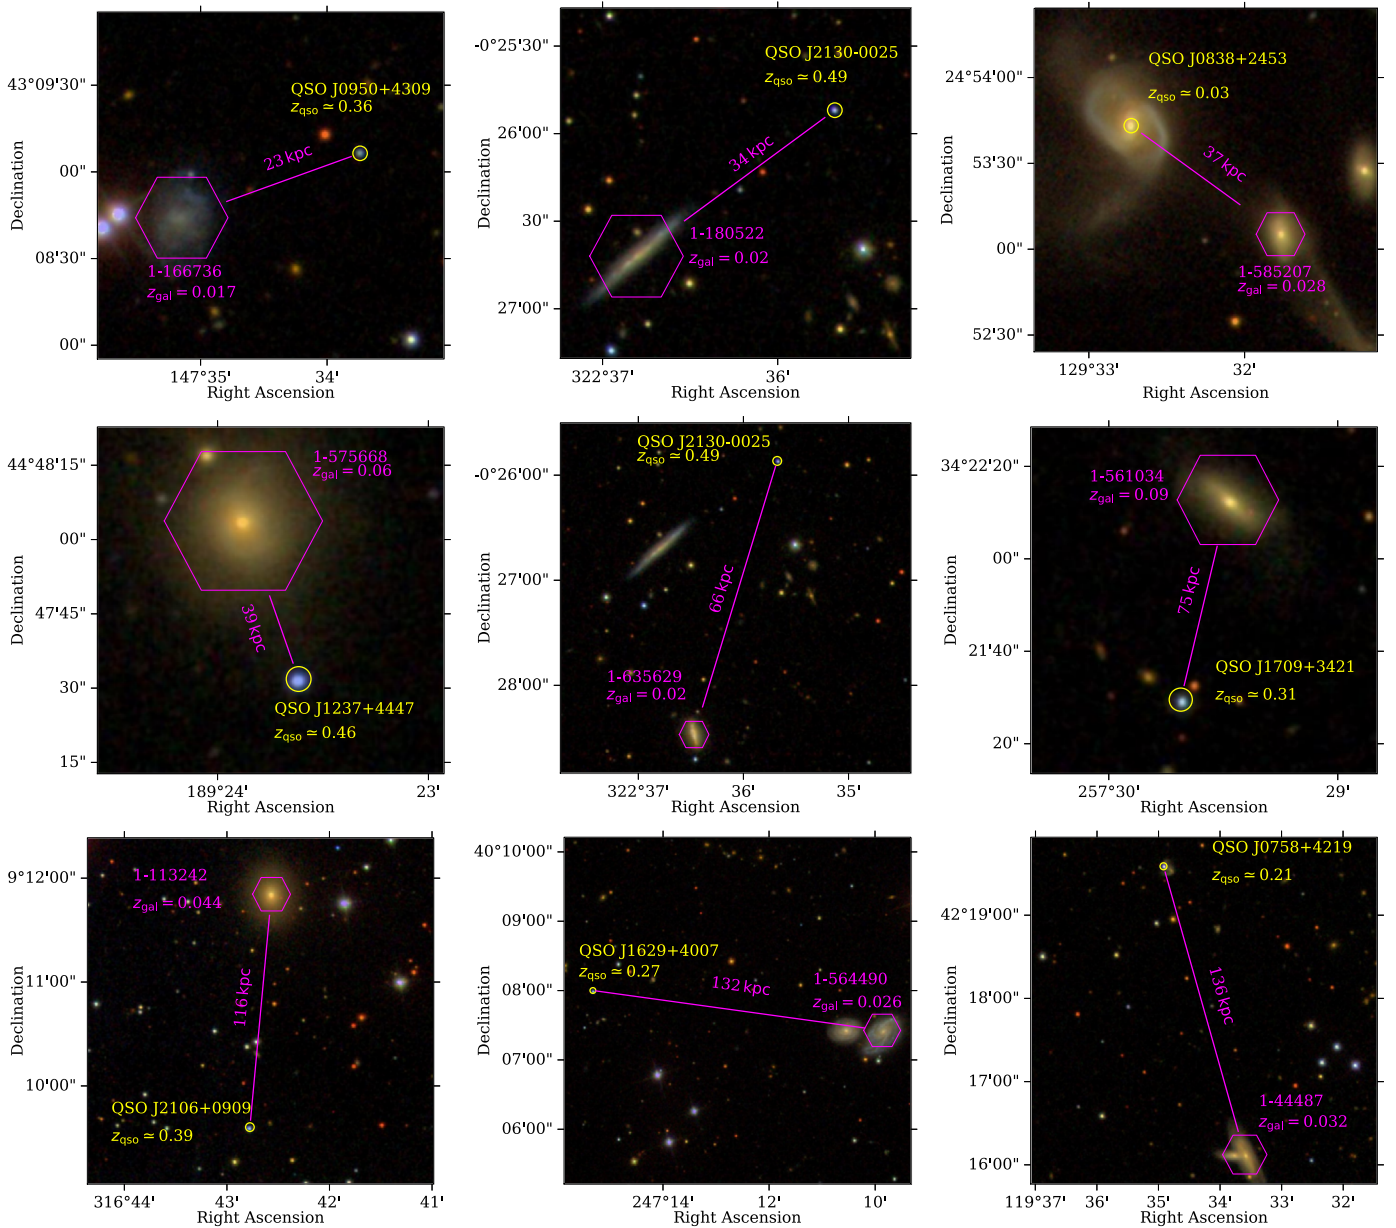 43°09'30"
00"
08'30"
00"
Declination
QSO J0950+4309
z_qso ≃ 0.36
23 kpc
1-166736
z_gal = 0.017
147°35' 34'
Right Ascension
-0°25'30"
26'00"
30"
27'00"
Declination
QSO J2130-0025
z_qso ≃ 0.49
34 kpc
1-180522
z_gal = 0.02
322°37' 36'
Right Ascension
24°54'00"
53'30"
00"
52'30"
Declination
QSO J0838+2453
z_qso ≃ 0.03
37 kpc
1-585207
z_gal = 0.028
129°33' 32'
Right Ascension
44°48'15"
00"
47'45"
30"
15"
Declination
1-575668
z_gal = 0.06
39 kpc
QSO J1237+4447
z_qso ≃ 0.46
189°24' 23'
Right Ascension
-0°26'00"
27'00"
28'00"
Declination
QSO J2130-0025
z_qso ≃ 0.49
66 kpc
1-635629
z_gal = 0.02
322°37' 36' 35'
Right Ascension
34°22'20"
00"
21'40"
20"
Declination
1-561034
z_gal = 0.09
75 kpc
QSO J1709+3421
z_qso ≃ 0.31
257°30' 29'
Right Ascension
9°12'00"
11'00"
10'00"
Declination
1-113242
z_gal = 0.044
116 kpc
QSO J2106+0909
z_qso ≃ 0.39
316°44' 43' 42' 41'
Right Ascension
40°10'00"
09'00"
08'00"
07'00"
06'00"
Declination
QSO J1629+4007
z_qso ≃ 0.27
132 kpc
1-564490
z_gal = 0.026
247°14' 12' 10'
Right Ascension
42°19'00"
18'00"
17'00"
16'00"
Declination
QSO J0758+4219
z_qso ≃ 0.21
136 kpc
1-44487
z_gal = 0.032
119°37' 36' 35' 34' 33' 32'
Right Ascension